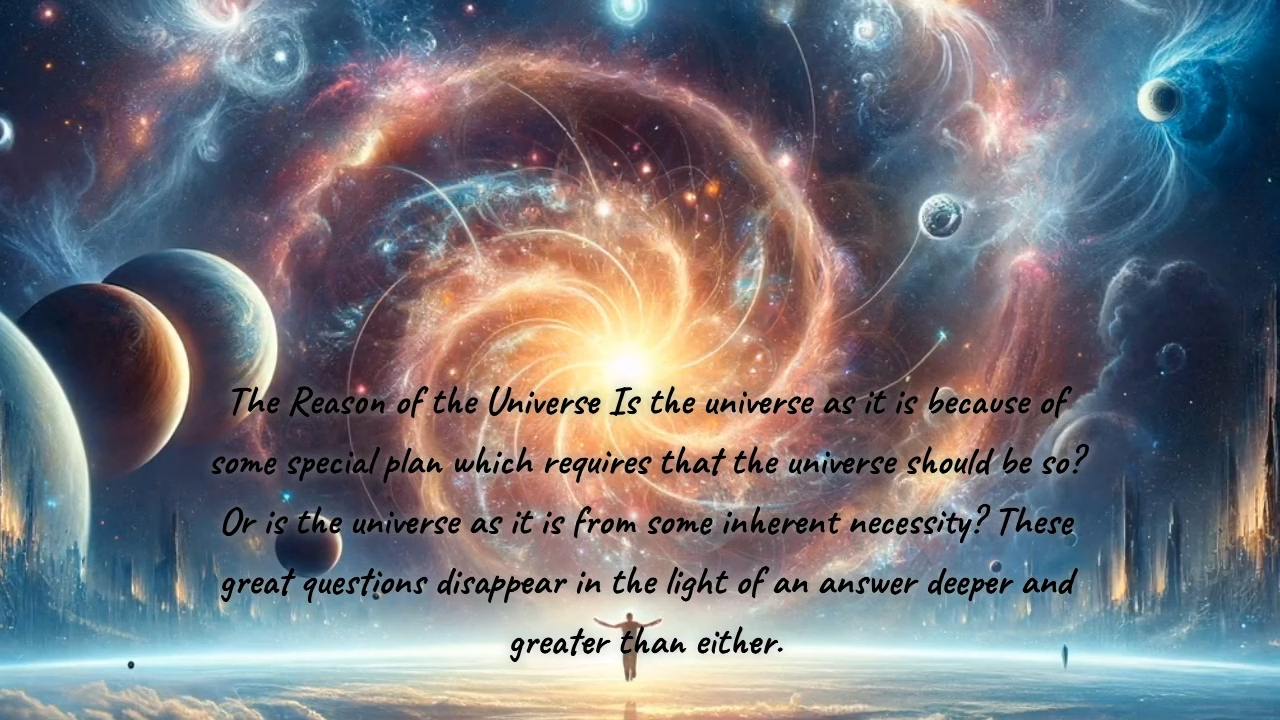 The Reason of the Universe Is the universe as it is because of
some special plan which requires that the universe should be so?
Or is the universe as it is from some inherent necessity? These
great questions disappear in the light of an answer deeper and
greater than either.